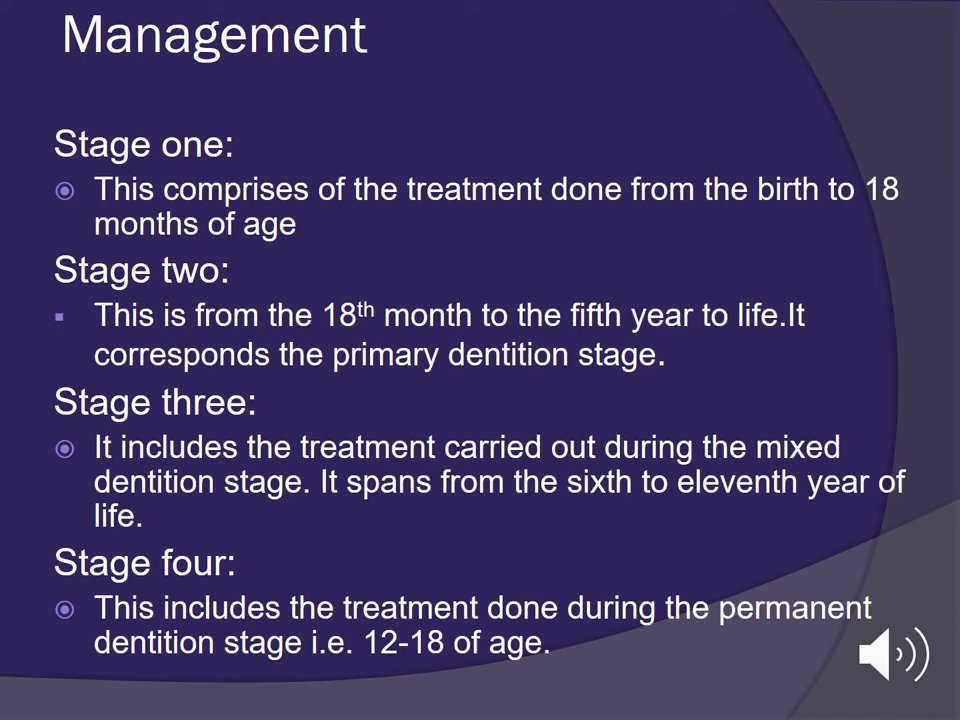 Management
Stage one:
This comprises of the treatment done from the birth to 18
months of age
Stage two:
This is from the 18th month to the fifth year to life.It
corresponds the primary dentition stage.
Stage three:
It includes the treatment carried out during the mixed
dentition stage. It spans from the sixth to eleventh year of
life.
Stage four:
This includes the treatment done during the permanent
dentition stage i.e. 12-18 of age.